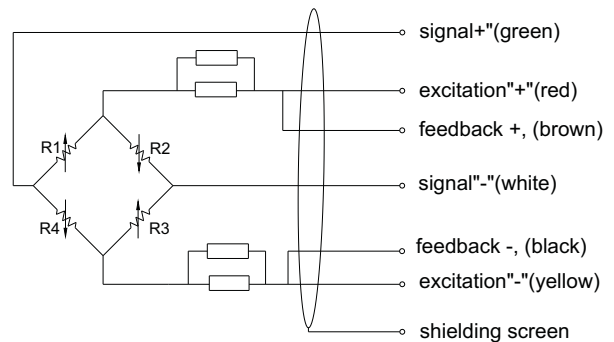 signal+"(green)
excitation"+"(red)
feedback +, (brown)
R1
R2
signal"-"(white)
R4
R3
feedback -, (black)
excitation"-"(yellow)
shielding screen